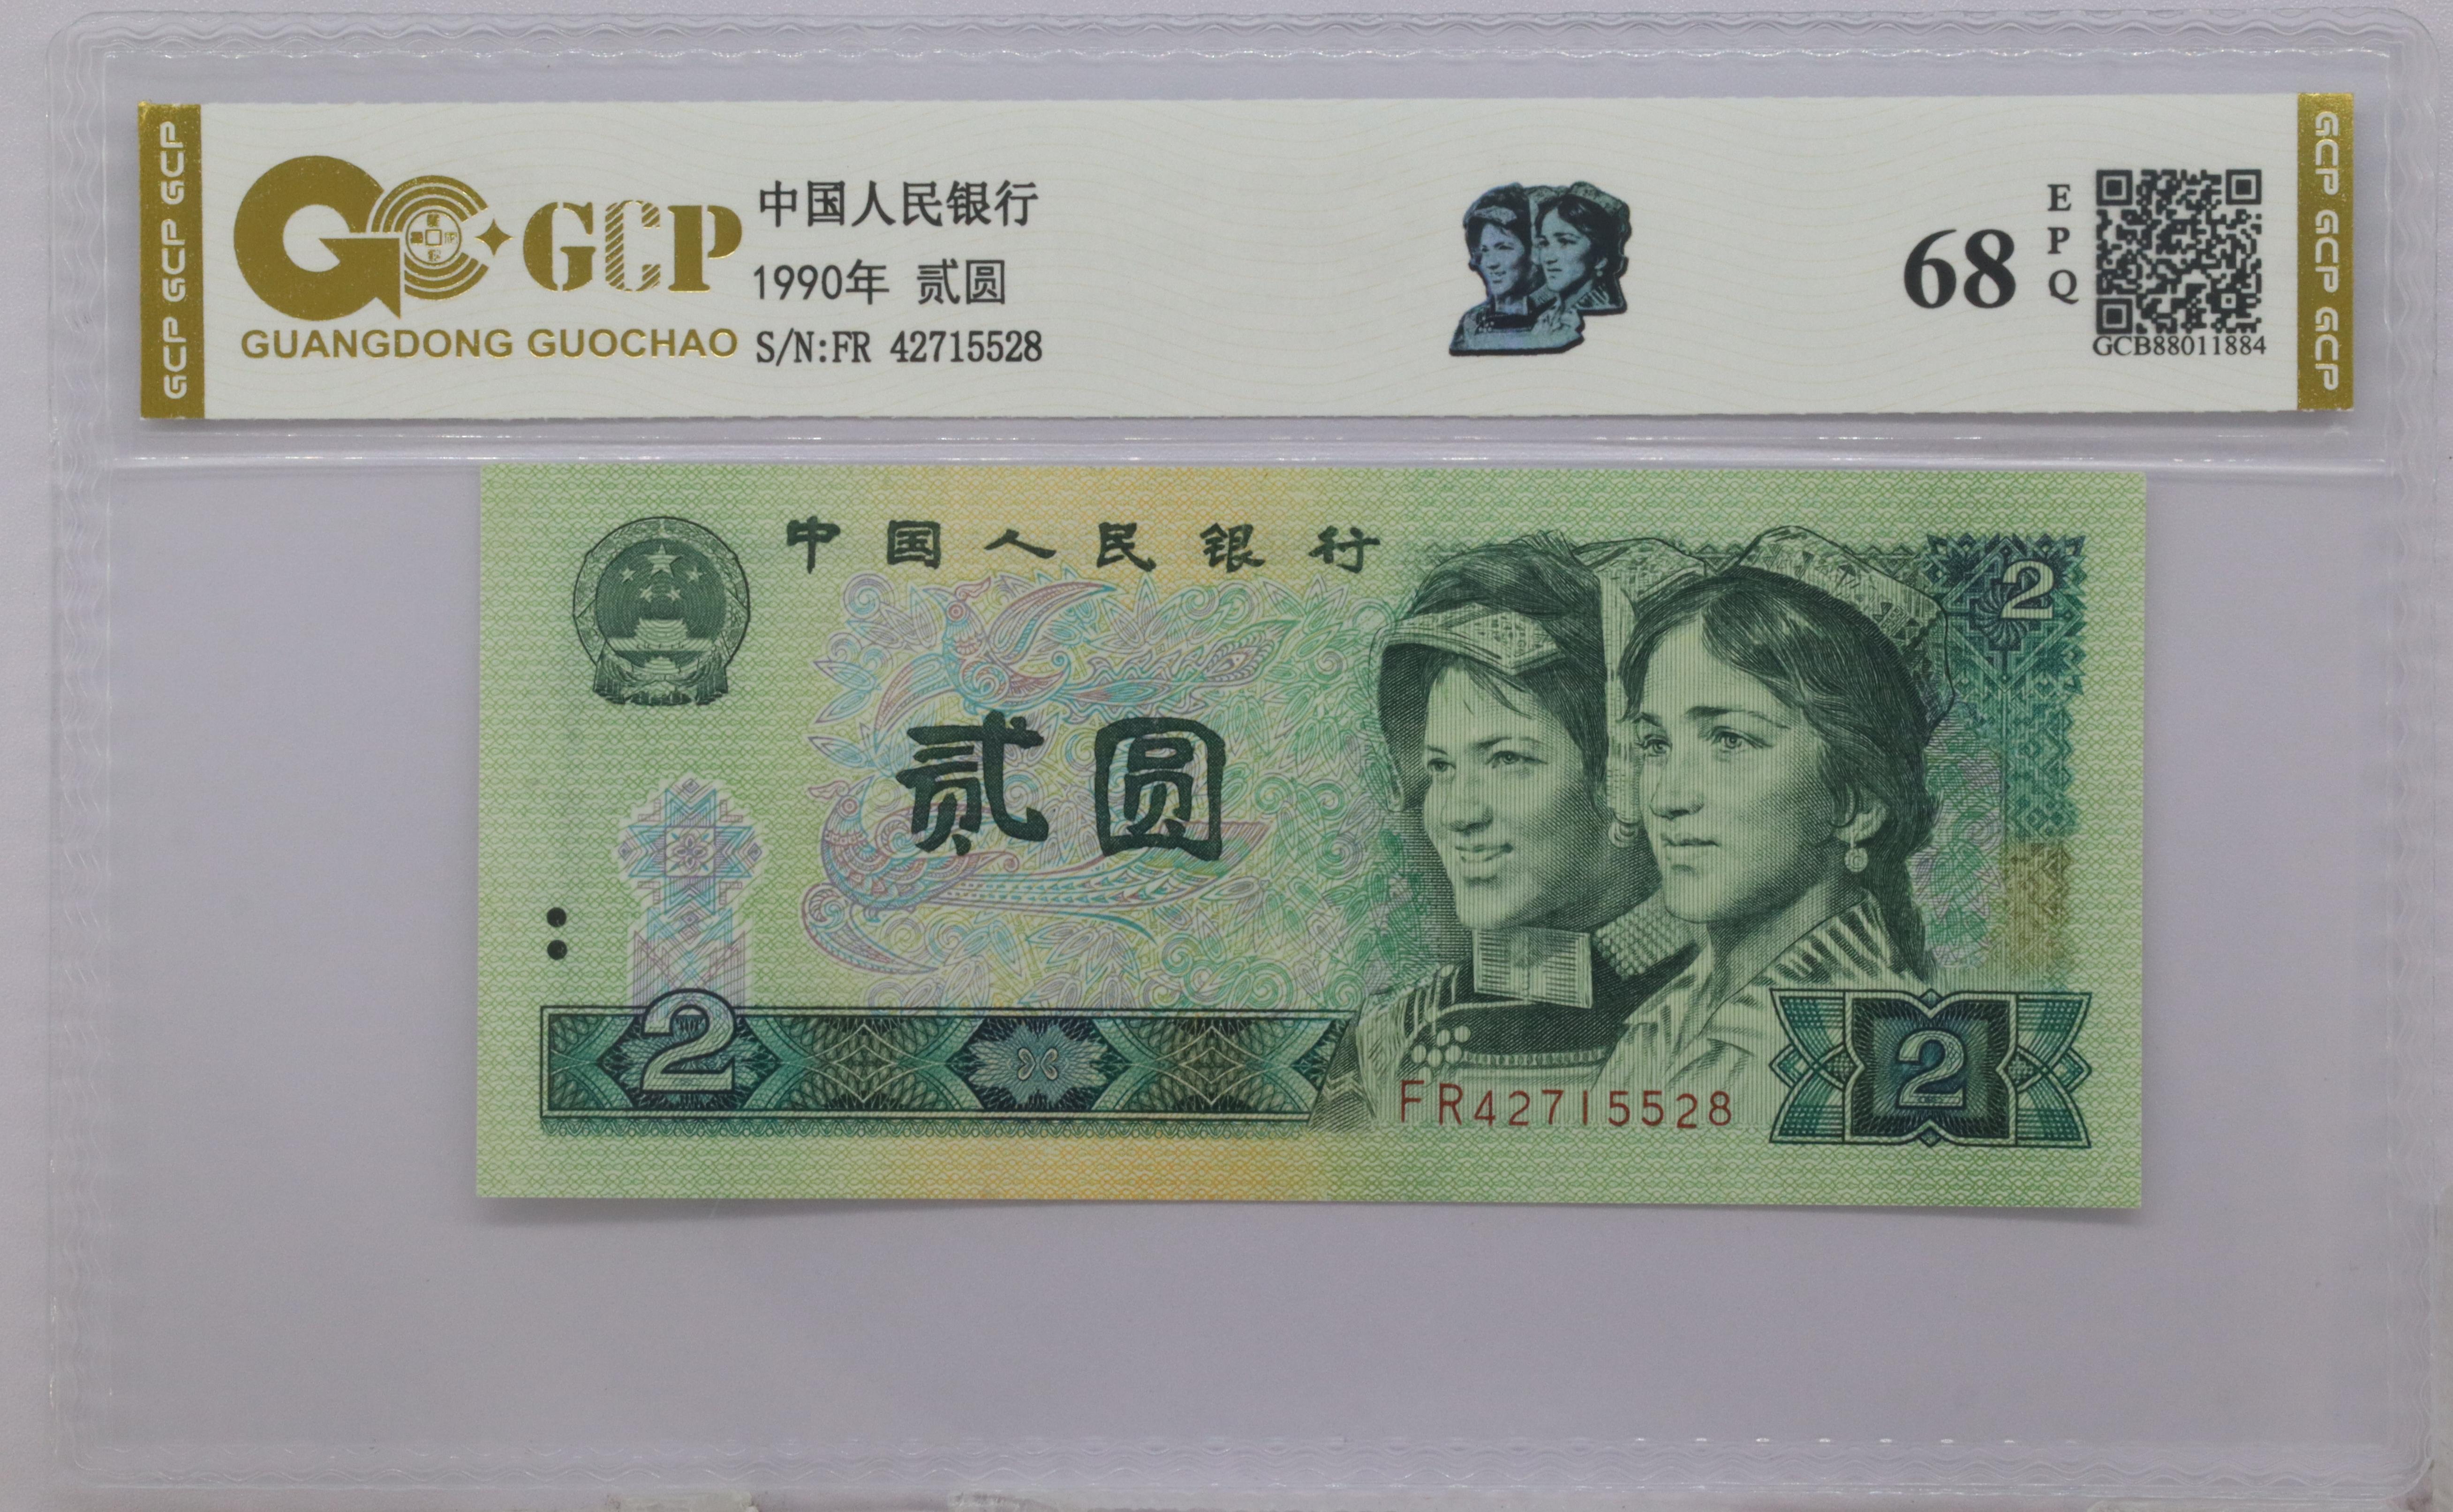 GCP GCP GCP
GCP
GUANGDONG GUOCHAO
中国人民银行
1990年 贰圆
S/N:FR 42715528
68
EPQ
GCB88011884
GCP GCP GCP
中国人民银行
2
贰圆
2
FR42715528
2